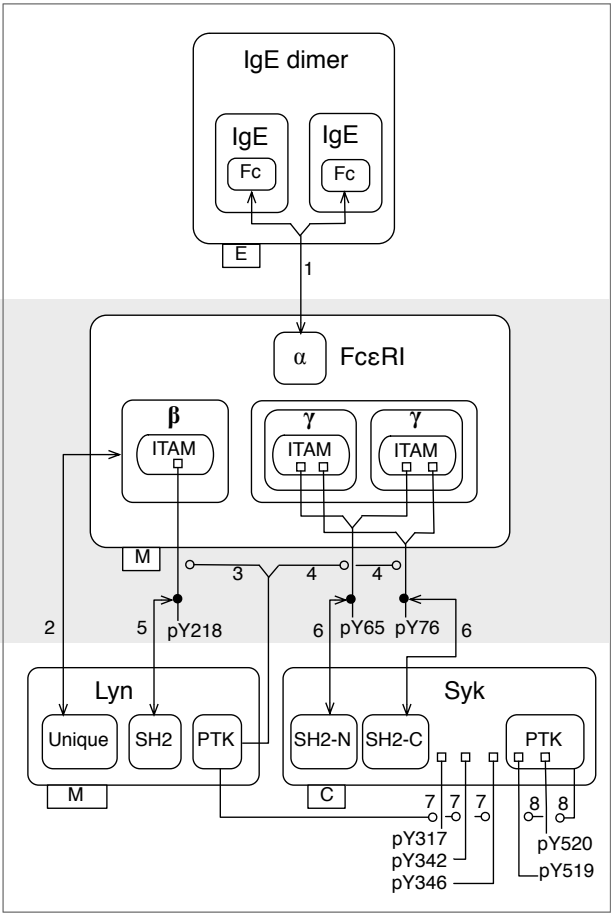 IgE dimer
IgE IgE
Fc Fc
E
1
α FcεRI
β γ γ
ITAM ITAM ITAM
M
3 4 4
2 5 pY218 6 pY65 pY76 6
Lyn Syk
Unique SH2 PTK SH2-N SH2-C PTK
M C
7 7 7 8 8
pY317 pY520
pY342
pY519
pY346